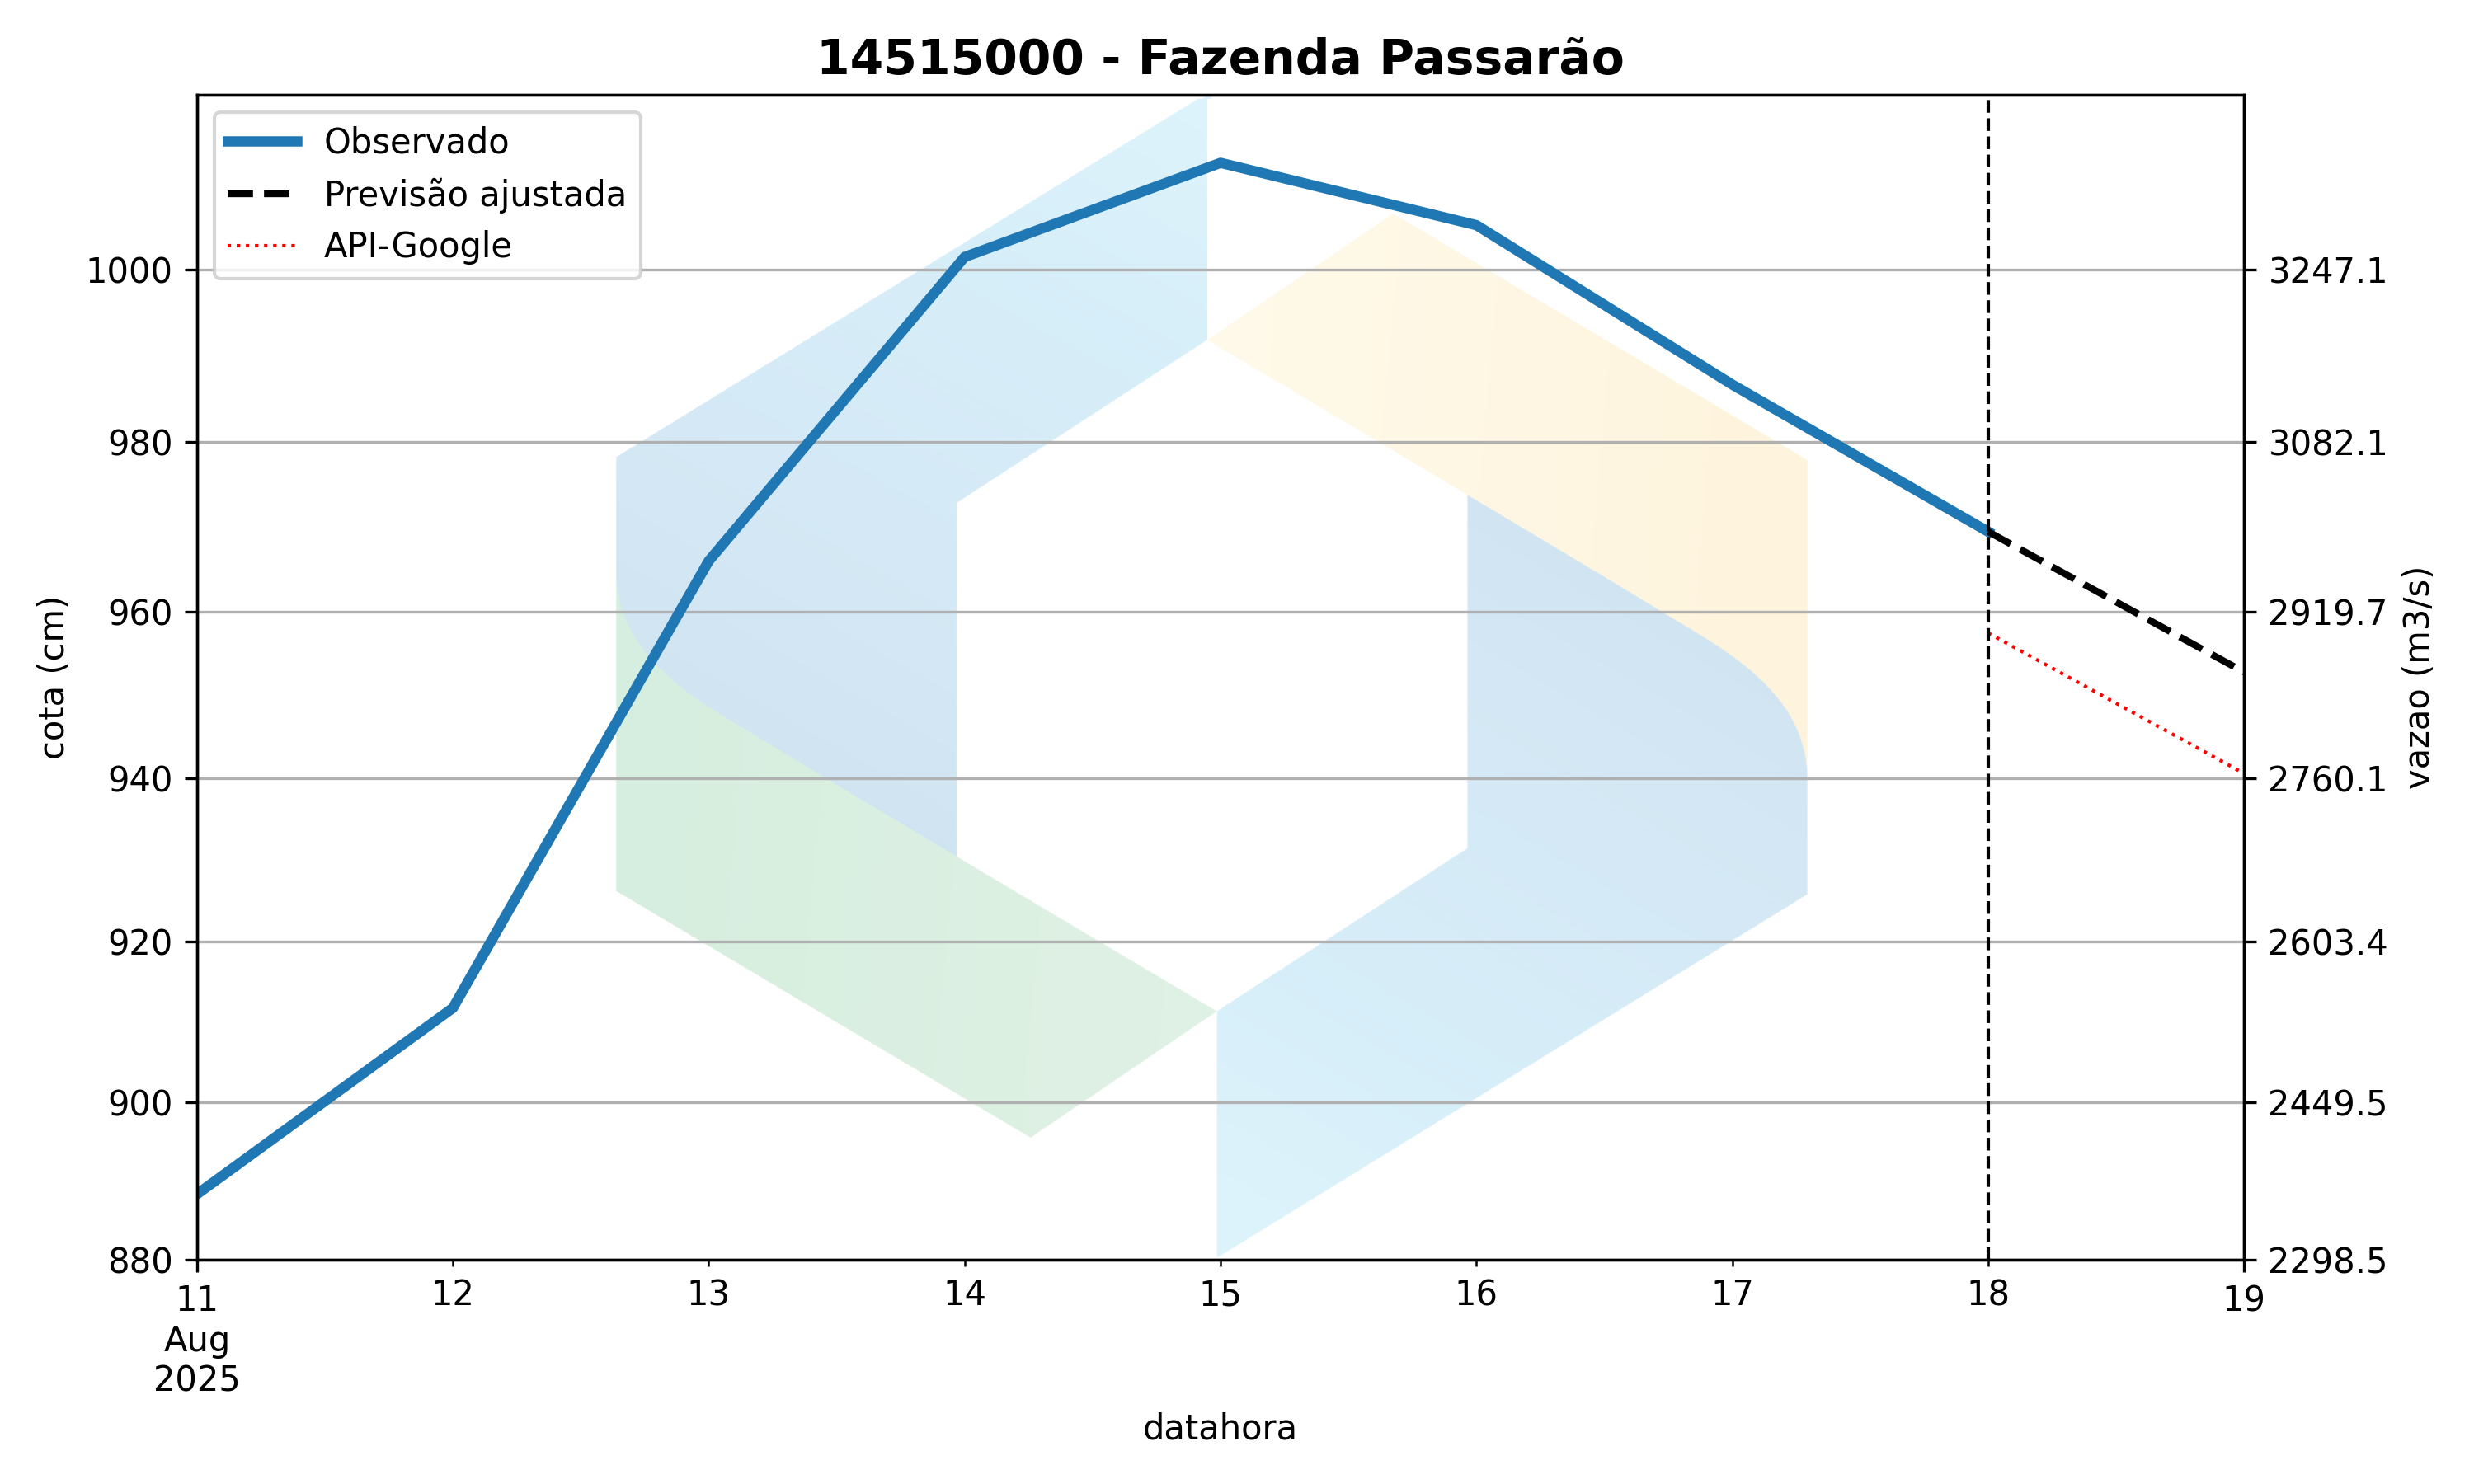 14515000 - Fazenda Passarão
Observado
Previsão ajustada
API-Google
1000
980
960
940
920
900
880
cota (cm)
3247.1
3082.1
2919.7
2760.1
2603.4
2449.5
2298.5
vazao (m3/s)
11 12 13 14 15 16 17 18 19
Aug
2025
datahora